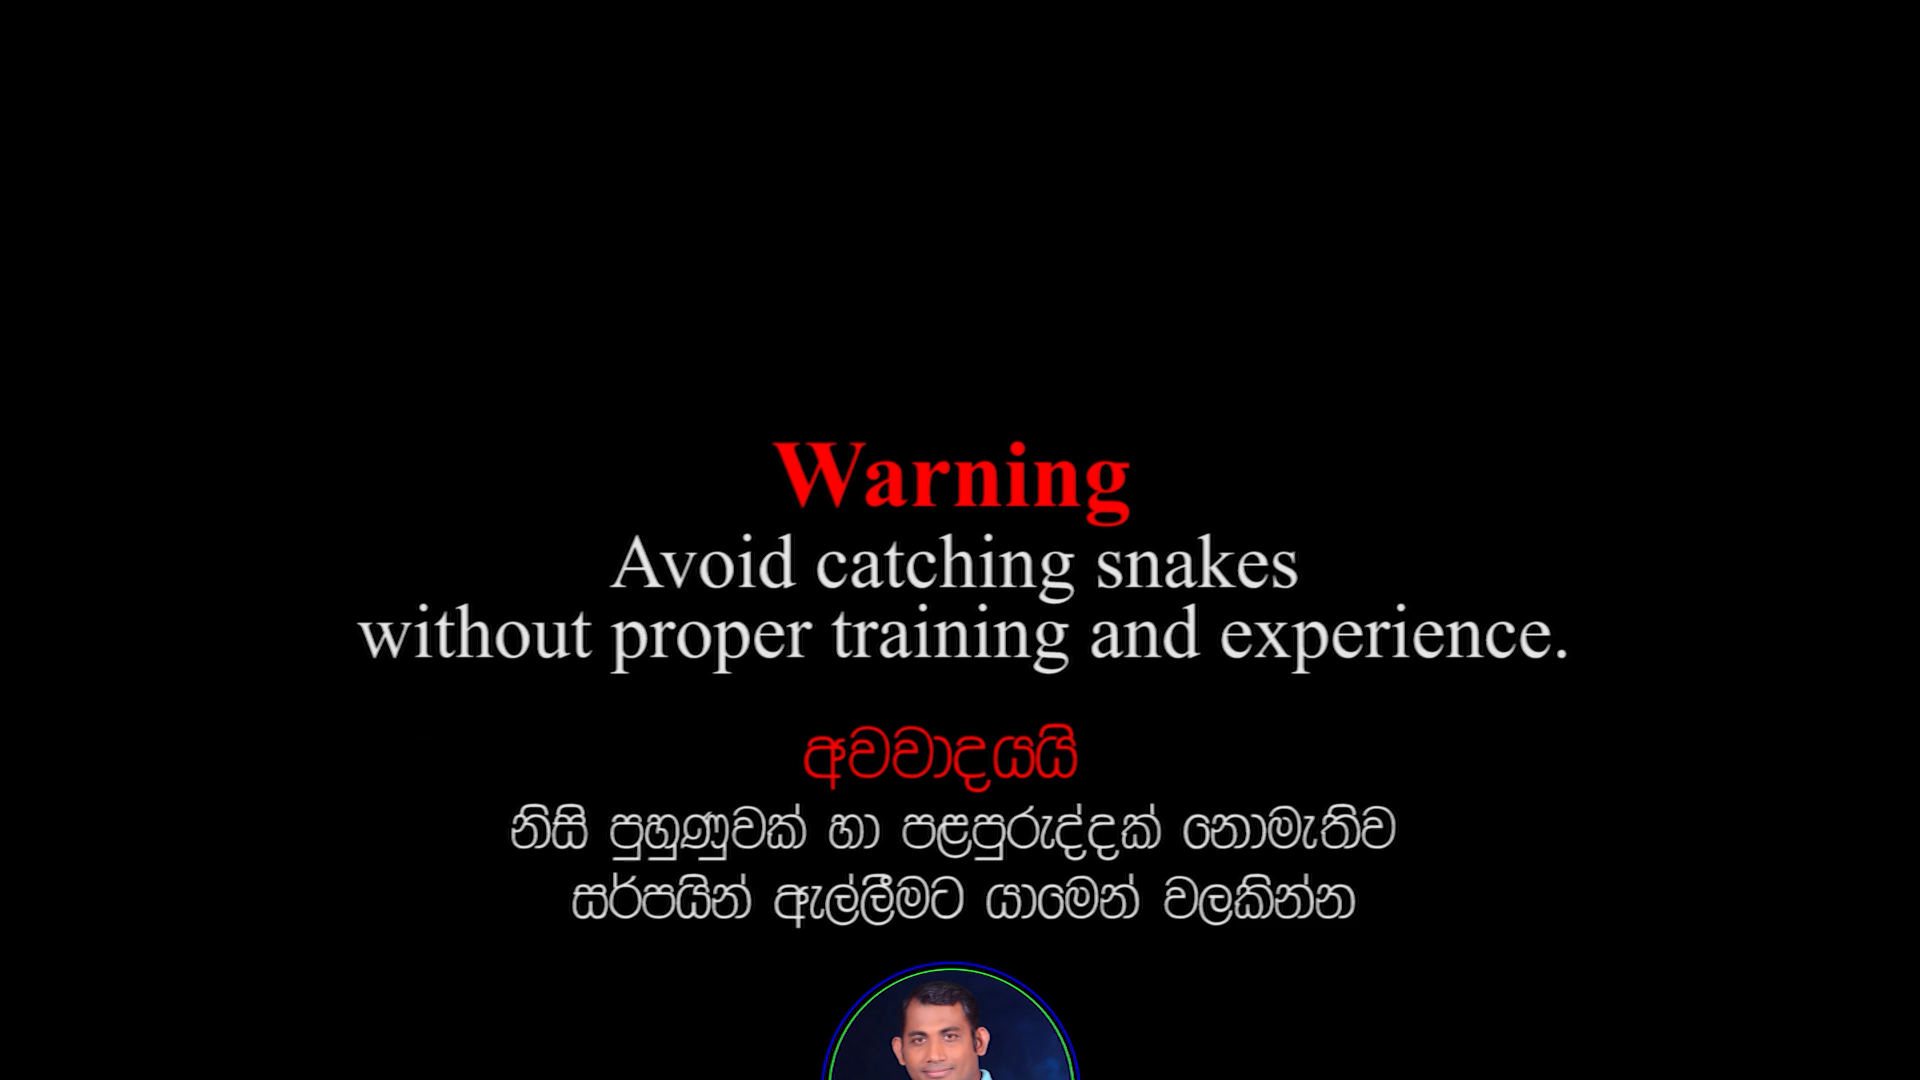 Warning
Avoid catching snakes
without proper training and experience.
අවවාදයයි
නිසි පුහුණුවක් හා පළපුරුද්දක් නොමැතිව
සර්පයින් ඇල්ලීමට යාමෙන් වලකින්න